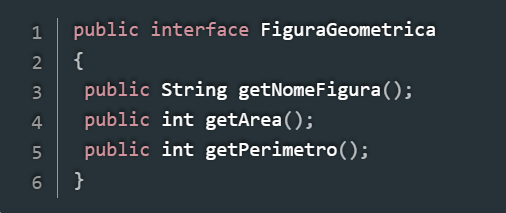 1 public interface FiguraGeometrica
2 {
3 public String getNomeFigura();
4 public int getArea();
5 public int getPerimetro();
6 }